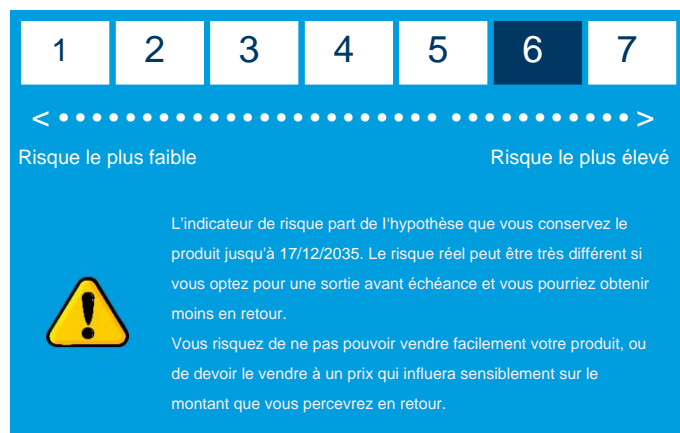 1 2 3 4 5 6 7
< •••••••••••••••••••••• ••••••••••• >
Risque le plus faible Risque le plus élevé
L'indicateur de risque part de l'hypothèse que vous conservez le
produit jusqu'à 17/12/2035. Le risque réel peut être très différent si
vous optez pour une sortie avant échéance et vous pourriez obtenir
moins en retour.
Vous risquez de ne pas pouvoir vendre facilement votre produit, ou
de devoir le vendre à un prix qui influera sensiblement sur le
montant que vous percevrez en retour.